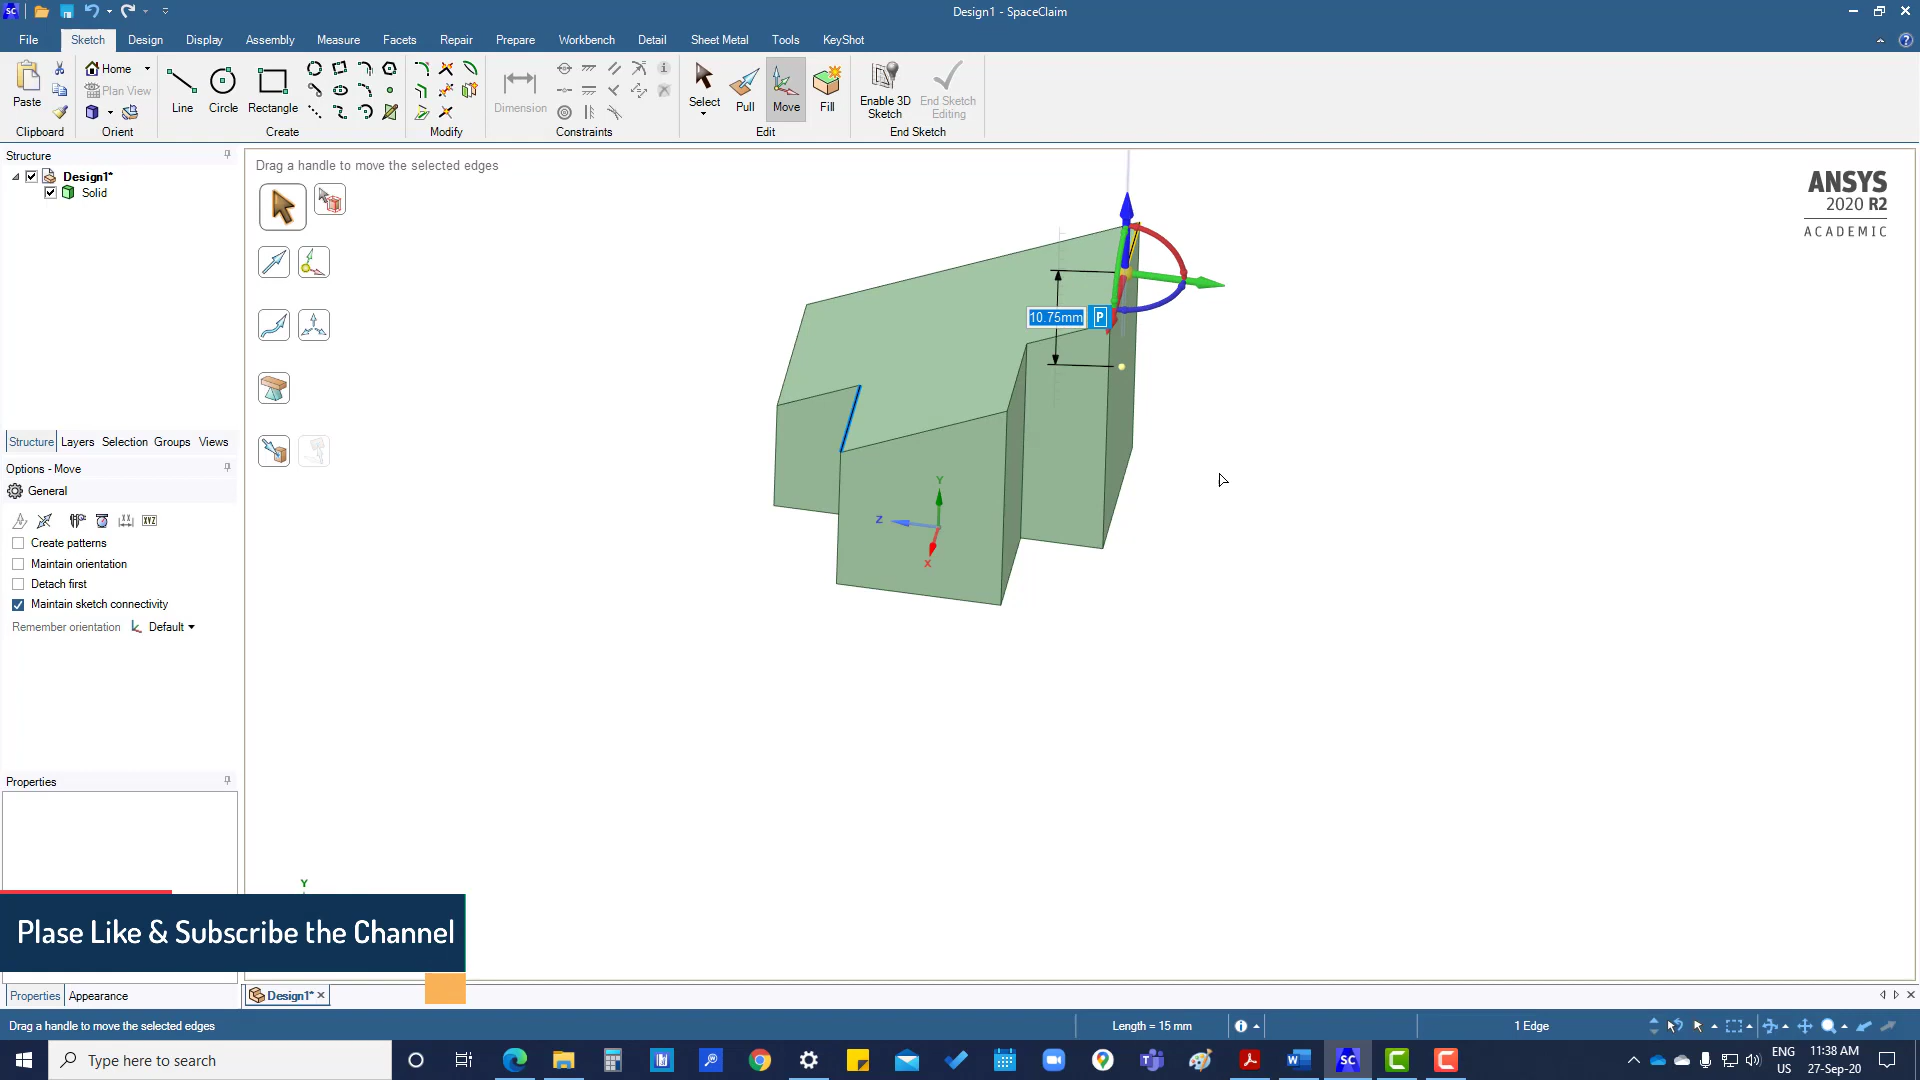 Design1 - SpaceClaim
File Sketch Design Display Assembly Measure Facets Repair Prepare Workbench Detail Sheet Metal Tools KeyShot
Paste Home Plan View Line Circle Rectangle Dimension Select Pull Move Fill Enable 3D Sketch End Sketch Editing
Clipboard Orient Create Modify Constraints Edit End Sketch
Structure
Design1*
Solid
Drag a handle to move the selected edges
ANSYS
2020 R2
ACADEMIC
10.75mm P
Y
Z
X
Structure Layers Selection Groups Views
Options - Move
General
XYZ
Create patterns
Maintain orientation
Detach first
Maintain sketch connectivity
Remember orientation Default
Properties
Y
Plase Like & Subscribe the Channel
Properties Appearance
Design1*
Drag a handle to move the selected edges Length = 15 mm 1 Edge
Type here to search
ENG
US
11:38 AM
27-Sep-20